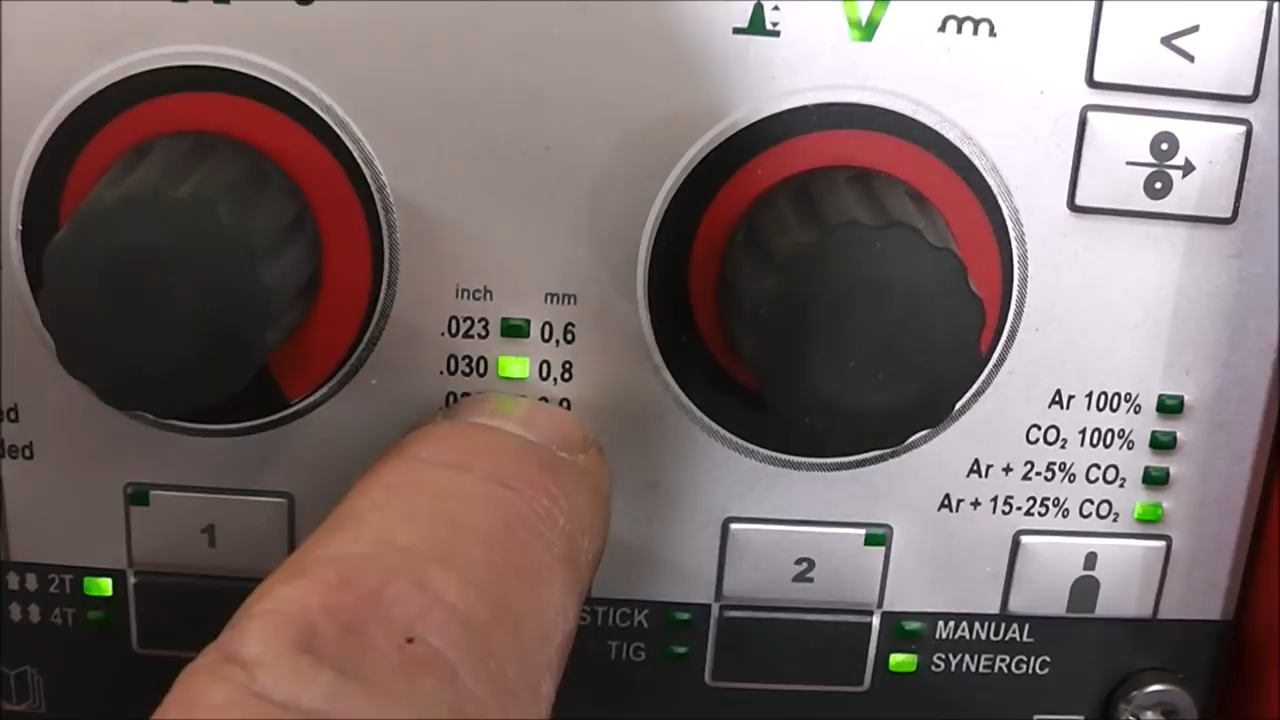 V
<
inch mm
.023 0,6
.030 0,8
Ar 100%
CO₂ 100%
Ar + 2-5% CO₂
Ar + 15-25% CO₂
1
2
2T
4T
STICK
TIG
MANUAL
SYNERGIC